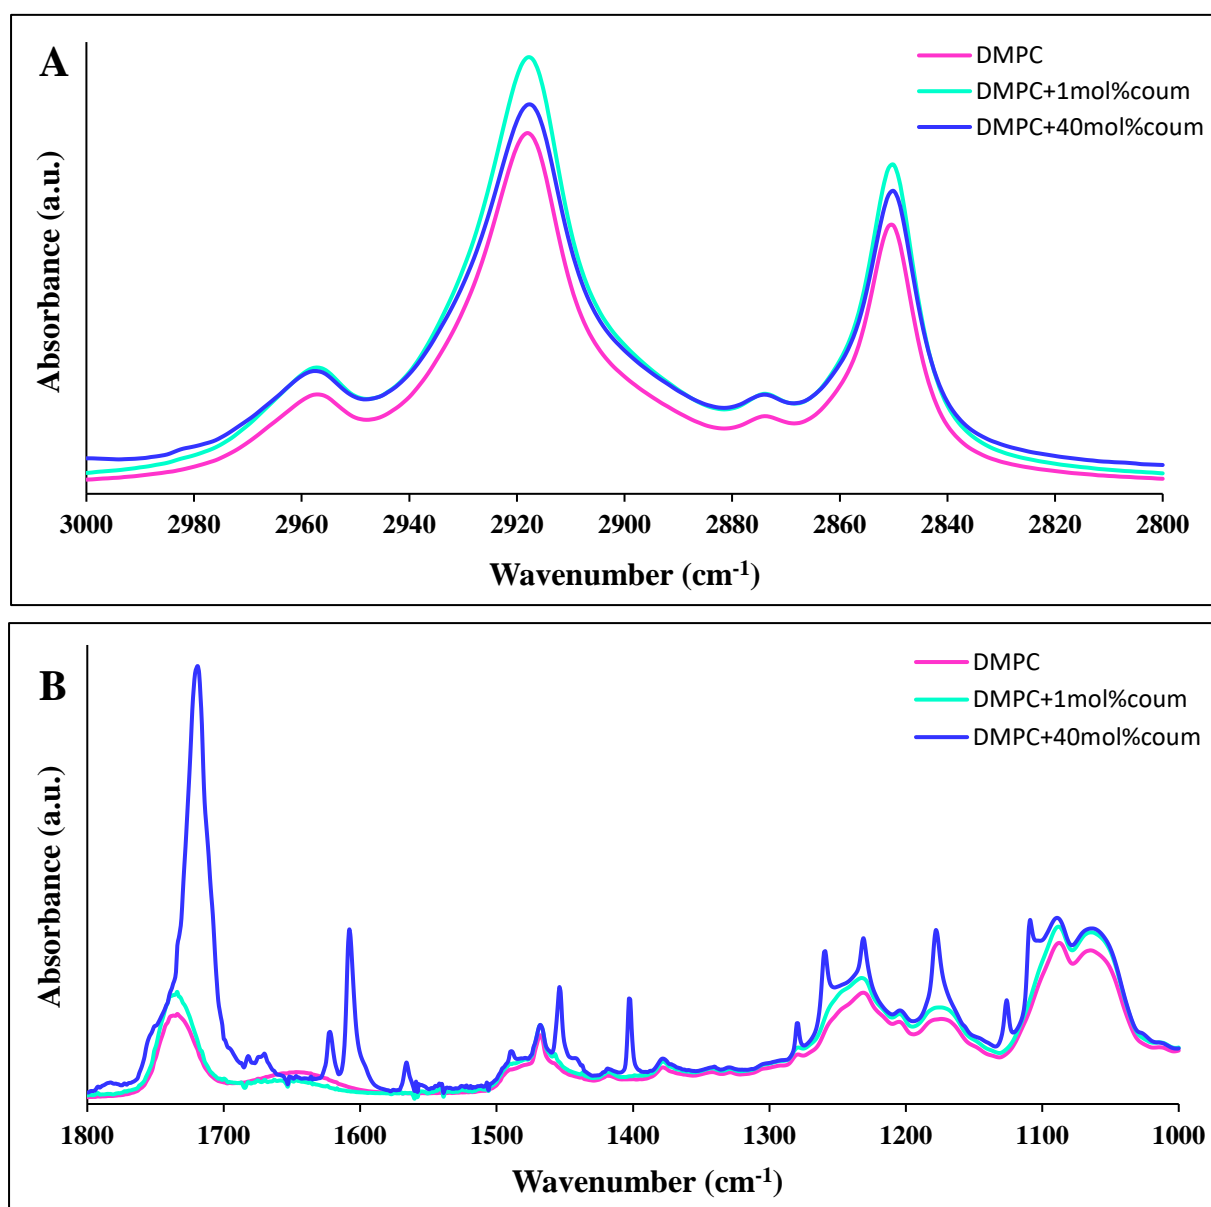 A
DMPC
DMPC+1mol%coum
DMPC+40mol%coum
Absorbance (a.u.)
3000 2980 2960 2940 2920 2900 2880 2860 2840 2820 2800
Wavenumber (cm-1)
B
DMPC
DMPC+1mol%coum
DMPC+40mol%coum
Absorbance (a.u.)
1800 1700 1600 1500 1400 1300 1200 1100 1000
Wavenumber (cm-1)